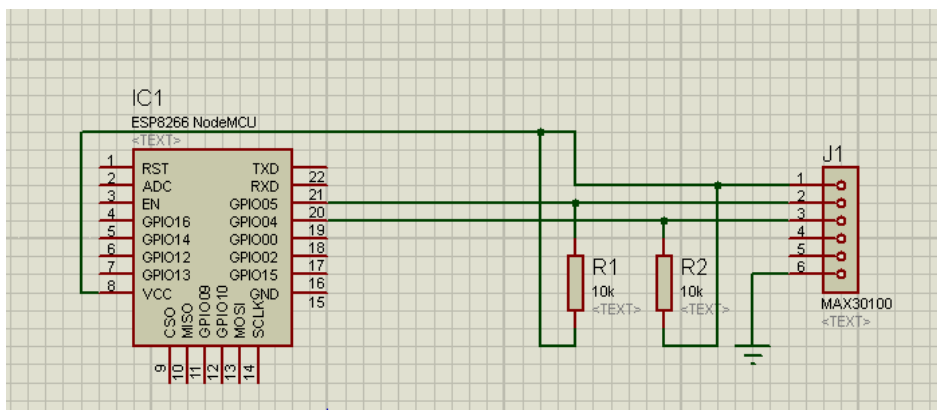 IC1
ESP8266 NodeMCU
<TEXT>
1 RST TXD 22
2 ADC RXD 21
3 EN GPIO05 20
4 GPIO16 GPIO04 19
5 GPIO14 GPIO00 18
6 GPIO12 GPIO02 17
7 GPIO13 GPIO15 16
8 VCC GND 15
CSO MISO GPIO09 GPIO10 MOSI SCLK
9 10 11 12 13 14
R1
10k
<TEXT>
R2
10k
<TEXT>
J1
1
2
3
4
5
6
MAX30100
<TEXT>